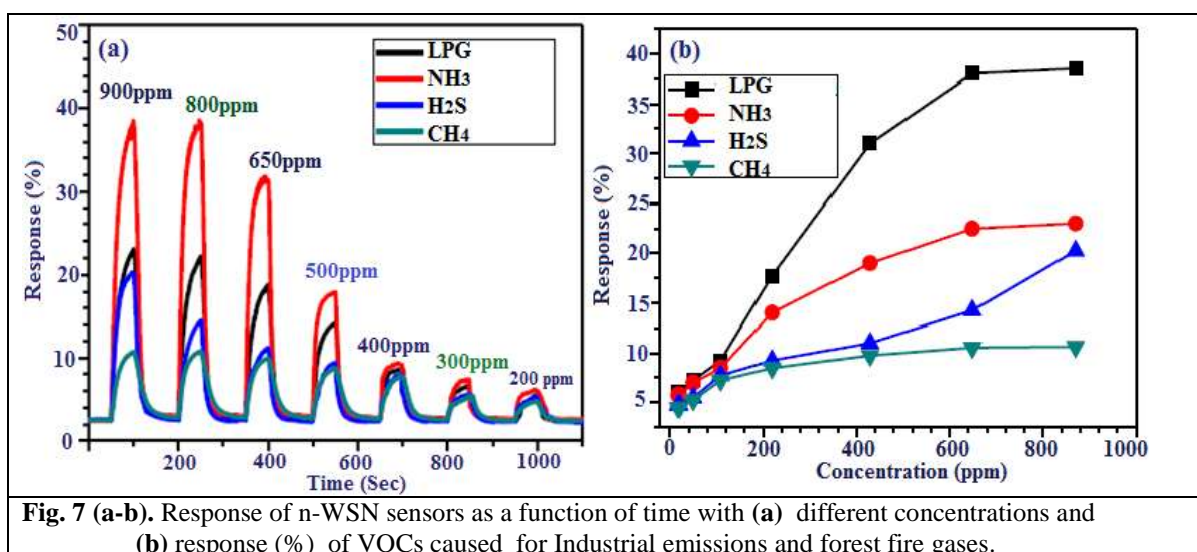 (a)
LPG
NH3
H2S
CH4
900ppm
800ppm
650ppm
500ppm
400ppm
300ppm
200 ppm
50
40
30
20
10
0
Response (%)
200 400 600 800 1000
Time (Sec)
(b)
LPG
NH3
H2S
CH4
40
35
30
25
20
15
10
5
Response (%)
0 200 400 600 800 1000
Concentration (ppm)
Fig. 7 (a-b). Response of n-WSN sensors as a function of time with (a) different concentrations and
(b) response (%) of VOCs caused for Industrial emissions and forest fire gases.